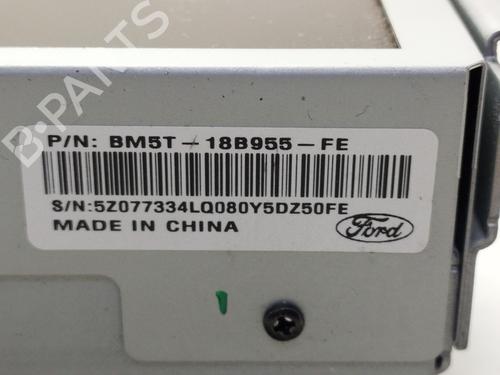 B-PARTS
P/N: BM5T-18B955-FE
S/N:5Z077334LQ080Y5DZ50FE
MADE IN CHINA
Ford